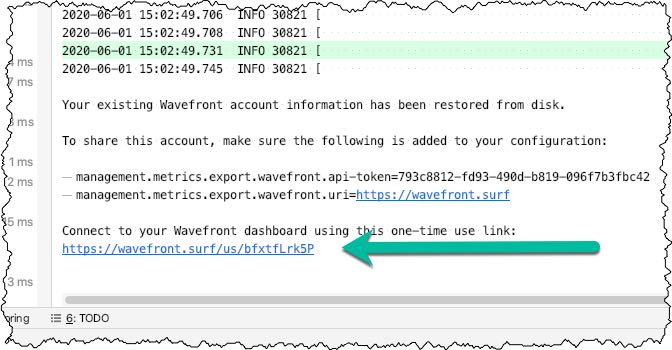 2020-06-01 15:02:49.706  INFO 30821 [
2020-06-01 15:02:49.708  INFO 30821 [
2020-06-01 15:02:49.731  INFO 30821 [
4 ms
2020-06-01 15:02:49.745  INFO 30821 [
7 ms
Your existing Wavefront account information has been restored from disk.
3 ms
To share this account, make sure the following is added to your configuration:
1 ms
— management.metrics.export.wavefront.api-token=793c8812-fd93-490d-b819-096f7b3fbc42
2 ms
— management.metrics.export.wavefront.uri=https://wavefront.surf
5 ms
Connect to your Wavefront dashboard using this one-time use link:
https://wavefront.surf/us/bfxtfLrk5P
3 ms
oring
6: TODO